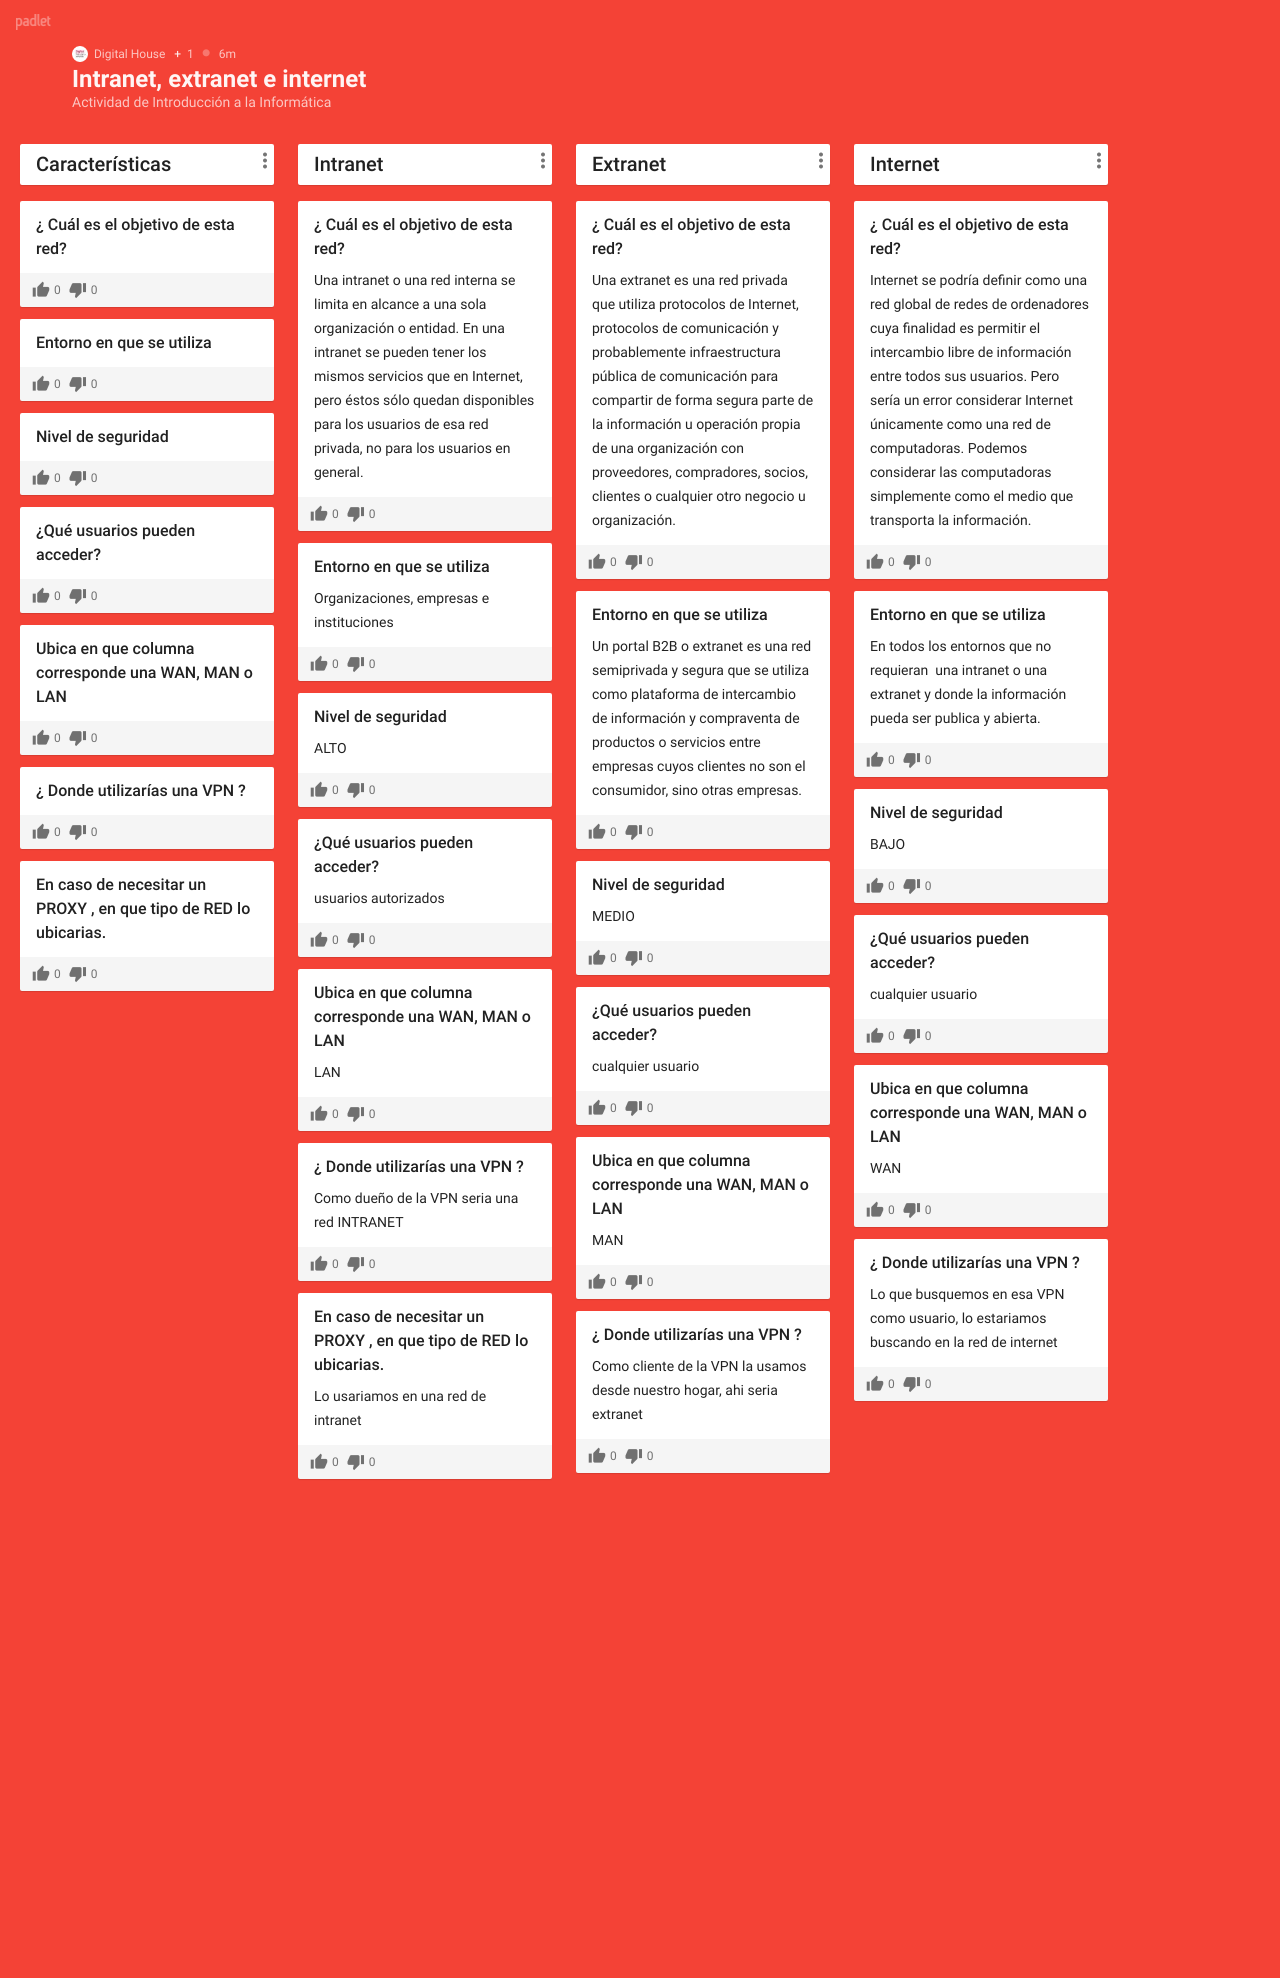 padlet
Digital House + 1 6m
Intranet, extranet e internet
Actividad de Introducción a la Informática
Características
¿ Cuál es el objetivo de esta
red?
0 0
Entorno en que se utiliza
0 0
Nivel de seguridad
0 0
¿Qué usuarios pueden
acceder?
0 0
Ubica en que columna
corresponde una WAN, MAN o
LAN
0 0
¿ Donde utilizarías una VPN ?
0 0
En caso de necesitar un
PROXY , en que tipo de RED lo
ubicarias.
0 0
Intranet
¿ Cuál es el objetivo de esta
red?
Una intranet o una red interna se
limita en alcance a una sola
organización o entidad. En una
intranet se pueden tener los
mismos servicios que en Internet,
pero éstos sólo quedan disponibles
para los usuarios de esa red
privada, no para los usuarios en
general.
0 0
Entorno en que se utiliza
Organizaciones, empresas e
instituciones
0 0
Nivel de seguridad
ALTO
0 0
¿Qué usuarios pueden
acceder?
usuarios autorizados
0 0
Ubica en que columna
corresponde una WAN, MAN o
LAN
LAN
0 0
¿ Donde utilizarías una VPN ?
Como dueño de la VPN seria una
red INTRANET
0 0
En caso de necesitar un
PROXY , en que tipo de RED lo
ubicarias.
Lo usariamos en una red de
intranet
0 0
Extranet
¿ Cuál es el objetivo de esta
red?
Una extranet es una red privada
que utiliza protocolos de Internet,
protocolos de comunicación y
probablemente infraestructura
pública de comunicación para
compartir de forma segura parte de
la información u operación propia
de una organización con
proveedores, compradores, socios,
clientes o cualquier otro negocio u
organización.
0 0
Entorno en que se utiliza
Un portal B2B o extranet es una red
semiprivada y segura que se utiliza
como plataforma de intercambio
de información y compraventa de
productos o servicios entre
empresas cuyos clientes no son el
consumidor, sino otras empresas.
0 0
Nivel de seguridad
MEDIO
0 0
¿Qué usuarios pueden
acceder?
cualquier usuario
0 0
Ubica en que columna
corresponde una WAN, MAN o
LAN
MAN
0 0
¿ Donde utilizarías una VPN ?
Como cliente de la VPN la usamos
desde nuestro hogar, ahi seria
extranet
0 0
Internet
¿ Cuál es el objetivo de esta
red?
Internet se podría definir como una
red global de redes de ordenadores
cuya finalidad es permitir el
intercambio libre de información
entre todos sus usuarios. Pero
sería un error considerar Internet
únicamente como una red de
computadoras. Podemos
considerar las computadoras
simplemente como el medio que
transporta la información.
0 0
Entorno en que se utiliza
En todos los entornos que no
requieran  una intranet o una
extranet y donde la información
pueda ser publica y abierta.
0 0
Nivel de seguridad
BAJO
0 0
¿Qué usuarios pueden
acceder?
cualquier usuario
0 0
Ubica en que columna
corresponde una WAN, MAN o
LAN
WAN
0 0
¿ Donde utilizarías una VPN ?
Lo que busquemos en esa VPN
como usuario, lo estariamos
buscando en la red de internet
0 0